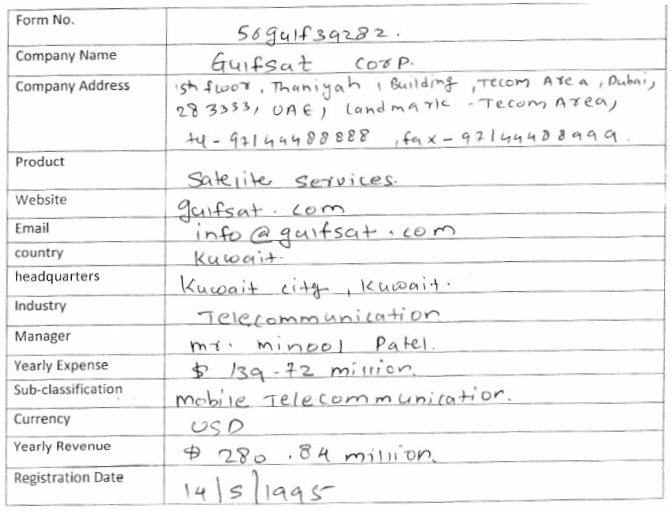 Form No. 56gulf39282.
Company Name Gulfsat Corp.
Company Address 5th floor, Thaniyah, Building, Tecom Area, Dubai,
283333, UAE, Landmark - Tecom Area,
tel - 97144488888, fax - 97144488999.
Product Satelite Services.
Website gulfsat.com
Email info@gulfsat.com
country Kuwait.
headquarters Kuwait city, Kuwait.
Industry Telecommunication
Manager mr. minool Patel.
Yearly Expense $ 139.72 million.
Sub-classification mobile Telecommunication.
Currency USD
Yearly Revenue $ 280.84 million.
Registration Date 14/5/1995